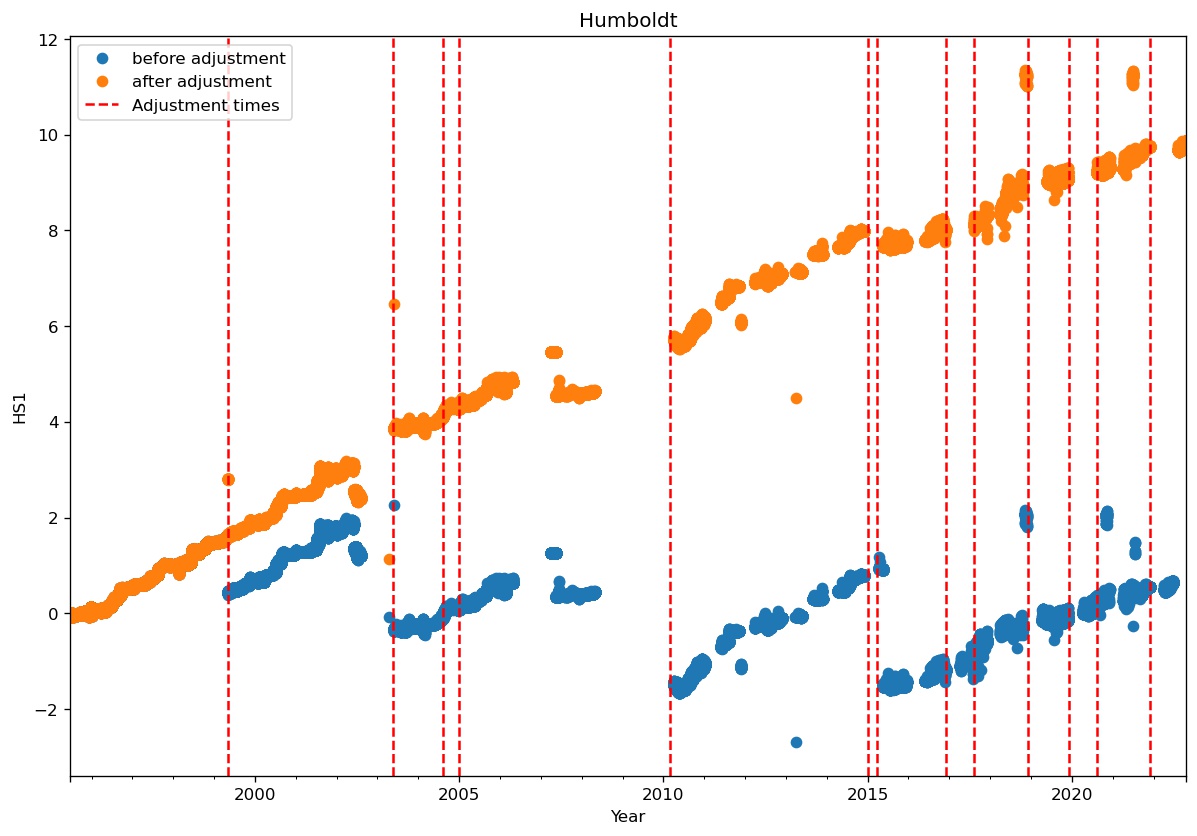 Humboldt
before adjustment
after adjustment
Adjustment times
12
10
8
6
4
2
0
−2
HS1
2000
2005
2010
2015
2020
Year